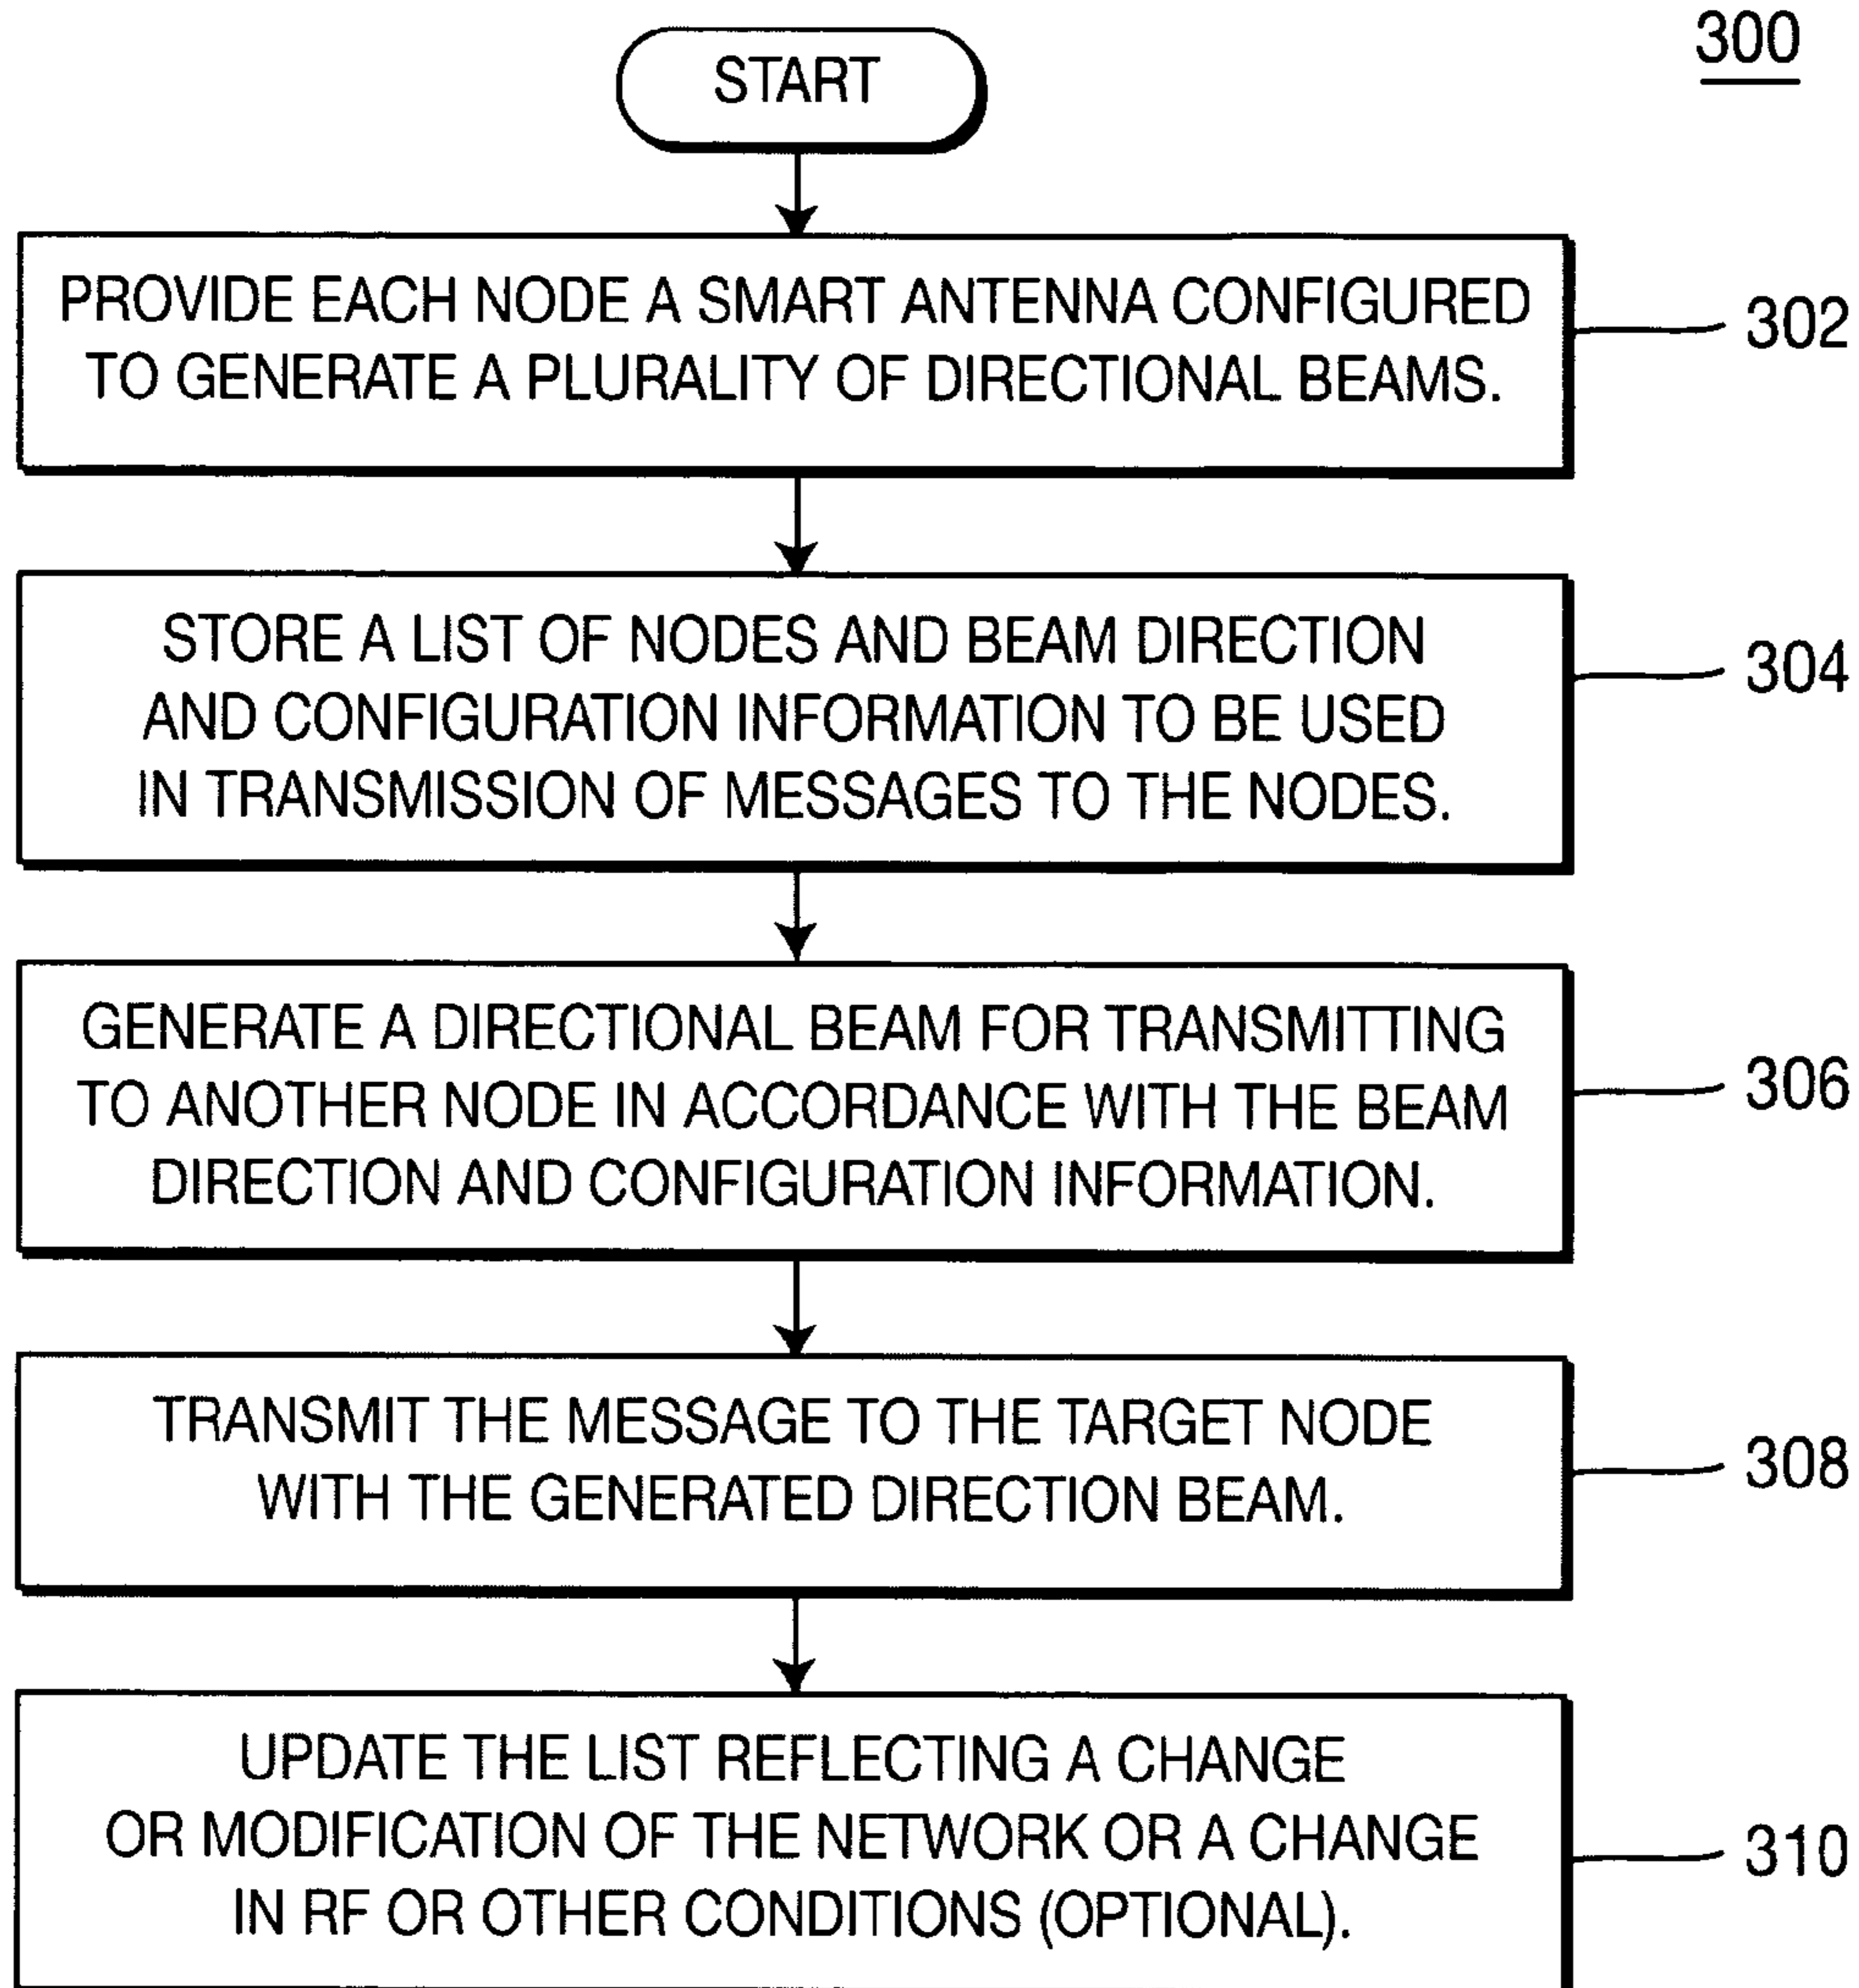 300
START
PROVIDE EACH NODE A SMART ANTENNA CONFIGURED
TO GENERATE A PLURALITY OF DIRECTIONAL BEAMS.
302
STORE A LIST OF NODES AND BEAM DIRECTION
AND CONFIGURATION INFORMATION TO BE USED
IN TRANSMISSION OF MESSAGES TO THE NODES.
304
GENERATE A DIRECTIONAL BEAM FOR TRANSMITTING
TO ANOTHER NODE IN ACCORDANCE WITH THE BEAM
DIRECTION AND CONFIGURATION INFORMATION.
306
TRANSMIT THE MESSAGE TO THE TARGET NODE
WITH THE GENERATED DIRECTION BEAM.
308
UPDATE THE LIST REFLECTING A CHANGE
OR MODIFICATION OF THE NETWORK OR A CHANGE
IN RF OR OTHER CONDITIONS (OPTIONAL).
310